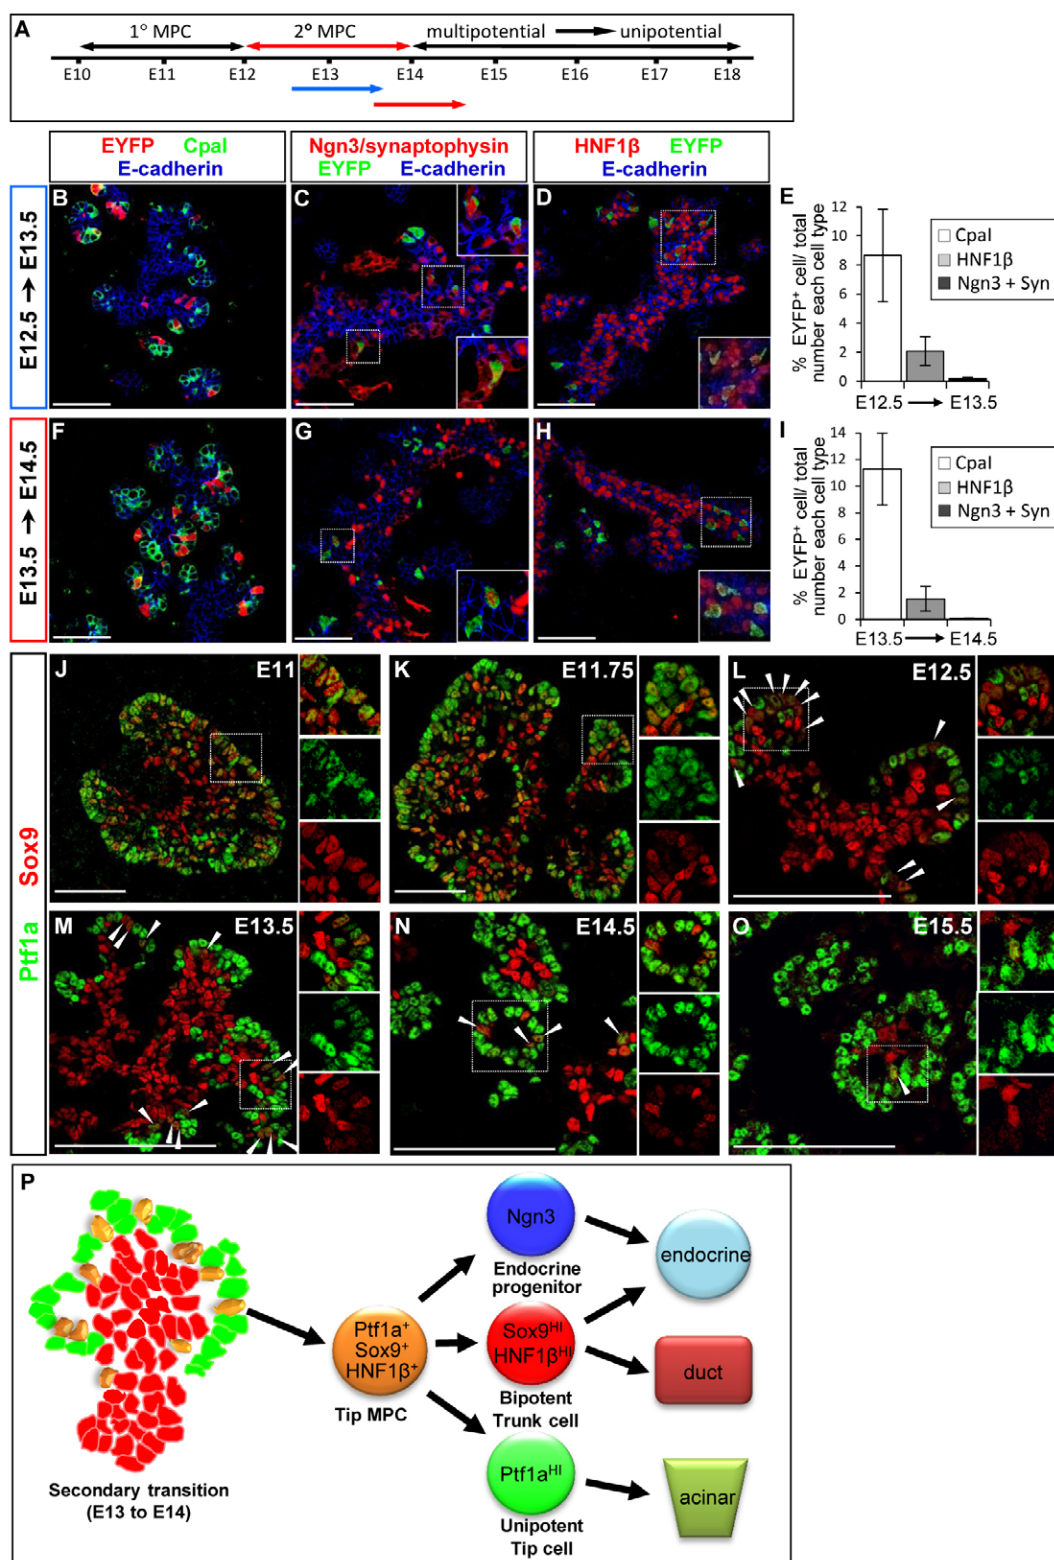 A
1° MPC
2° MPC
multipotential
unipotential
E10
E11
E12
E13
E14
E15
E16
E17
E18
EYFP Cpal
E-cadherin
Ngn3/synaptophysin
EYFP E-cadherin
HNF1β EYFP
E-cadherin
E12.5 → E13.5
B
C
D
E
% EYFP+ cell/ total
number each cell type
12
10
8
6
4
2
0
Cpal
HNF1β
Ngn3 + Syn
E12.5 → E13.5
E13.5 → E14.5
F
G
H
I
% EYFP+ cell/ total
number each cell type
14
12
10
8
6
4
2
0
Cpal
HNF1β
Ngn3 + Syn
E13.5 → E14.5
Ptf1a Sox9
J
E11
K
E11.75
L
E12.5
M
E13.5
N
E14.5
O
E15.5
P
Secondary transition
(E13 to E14)
Ptf1a+
Sox9+
HNF1β+
Tip MPC
Ngn3
Endocrine
progenitor
Sox9HI
HNF1βHI
Bipotent
Trunk cell
Ptf1aHI
Unipotent
Tip cell
endocrine
duct
acinar